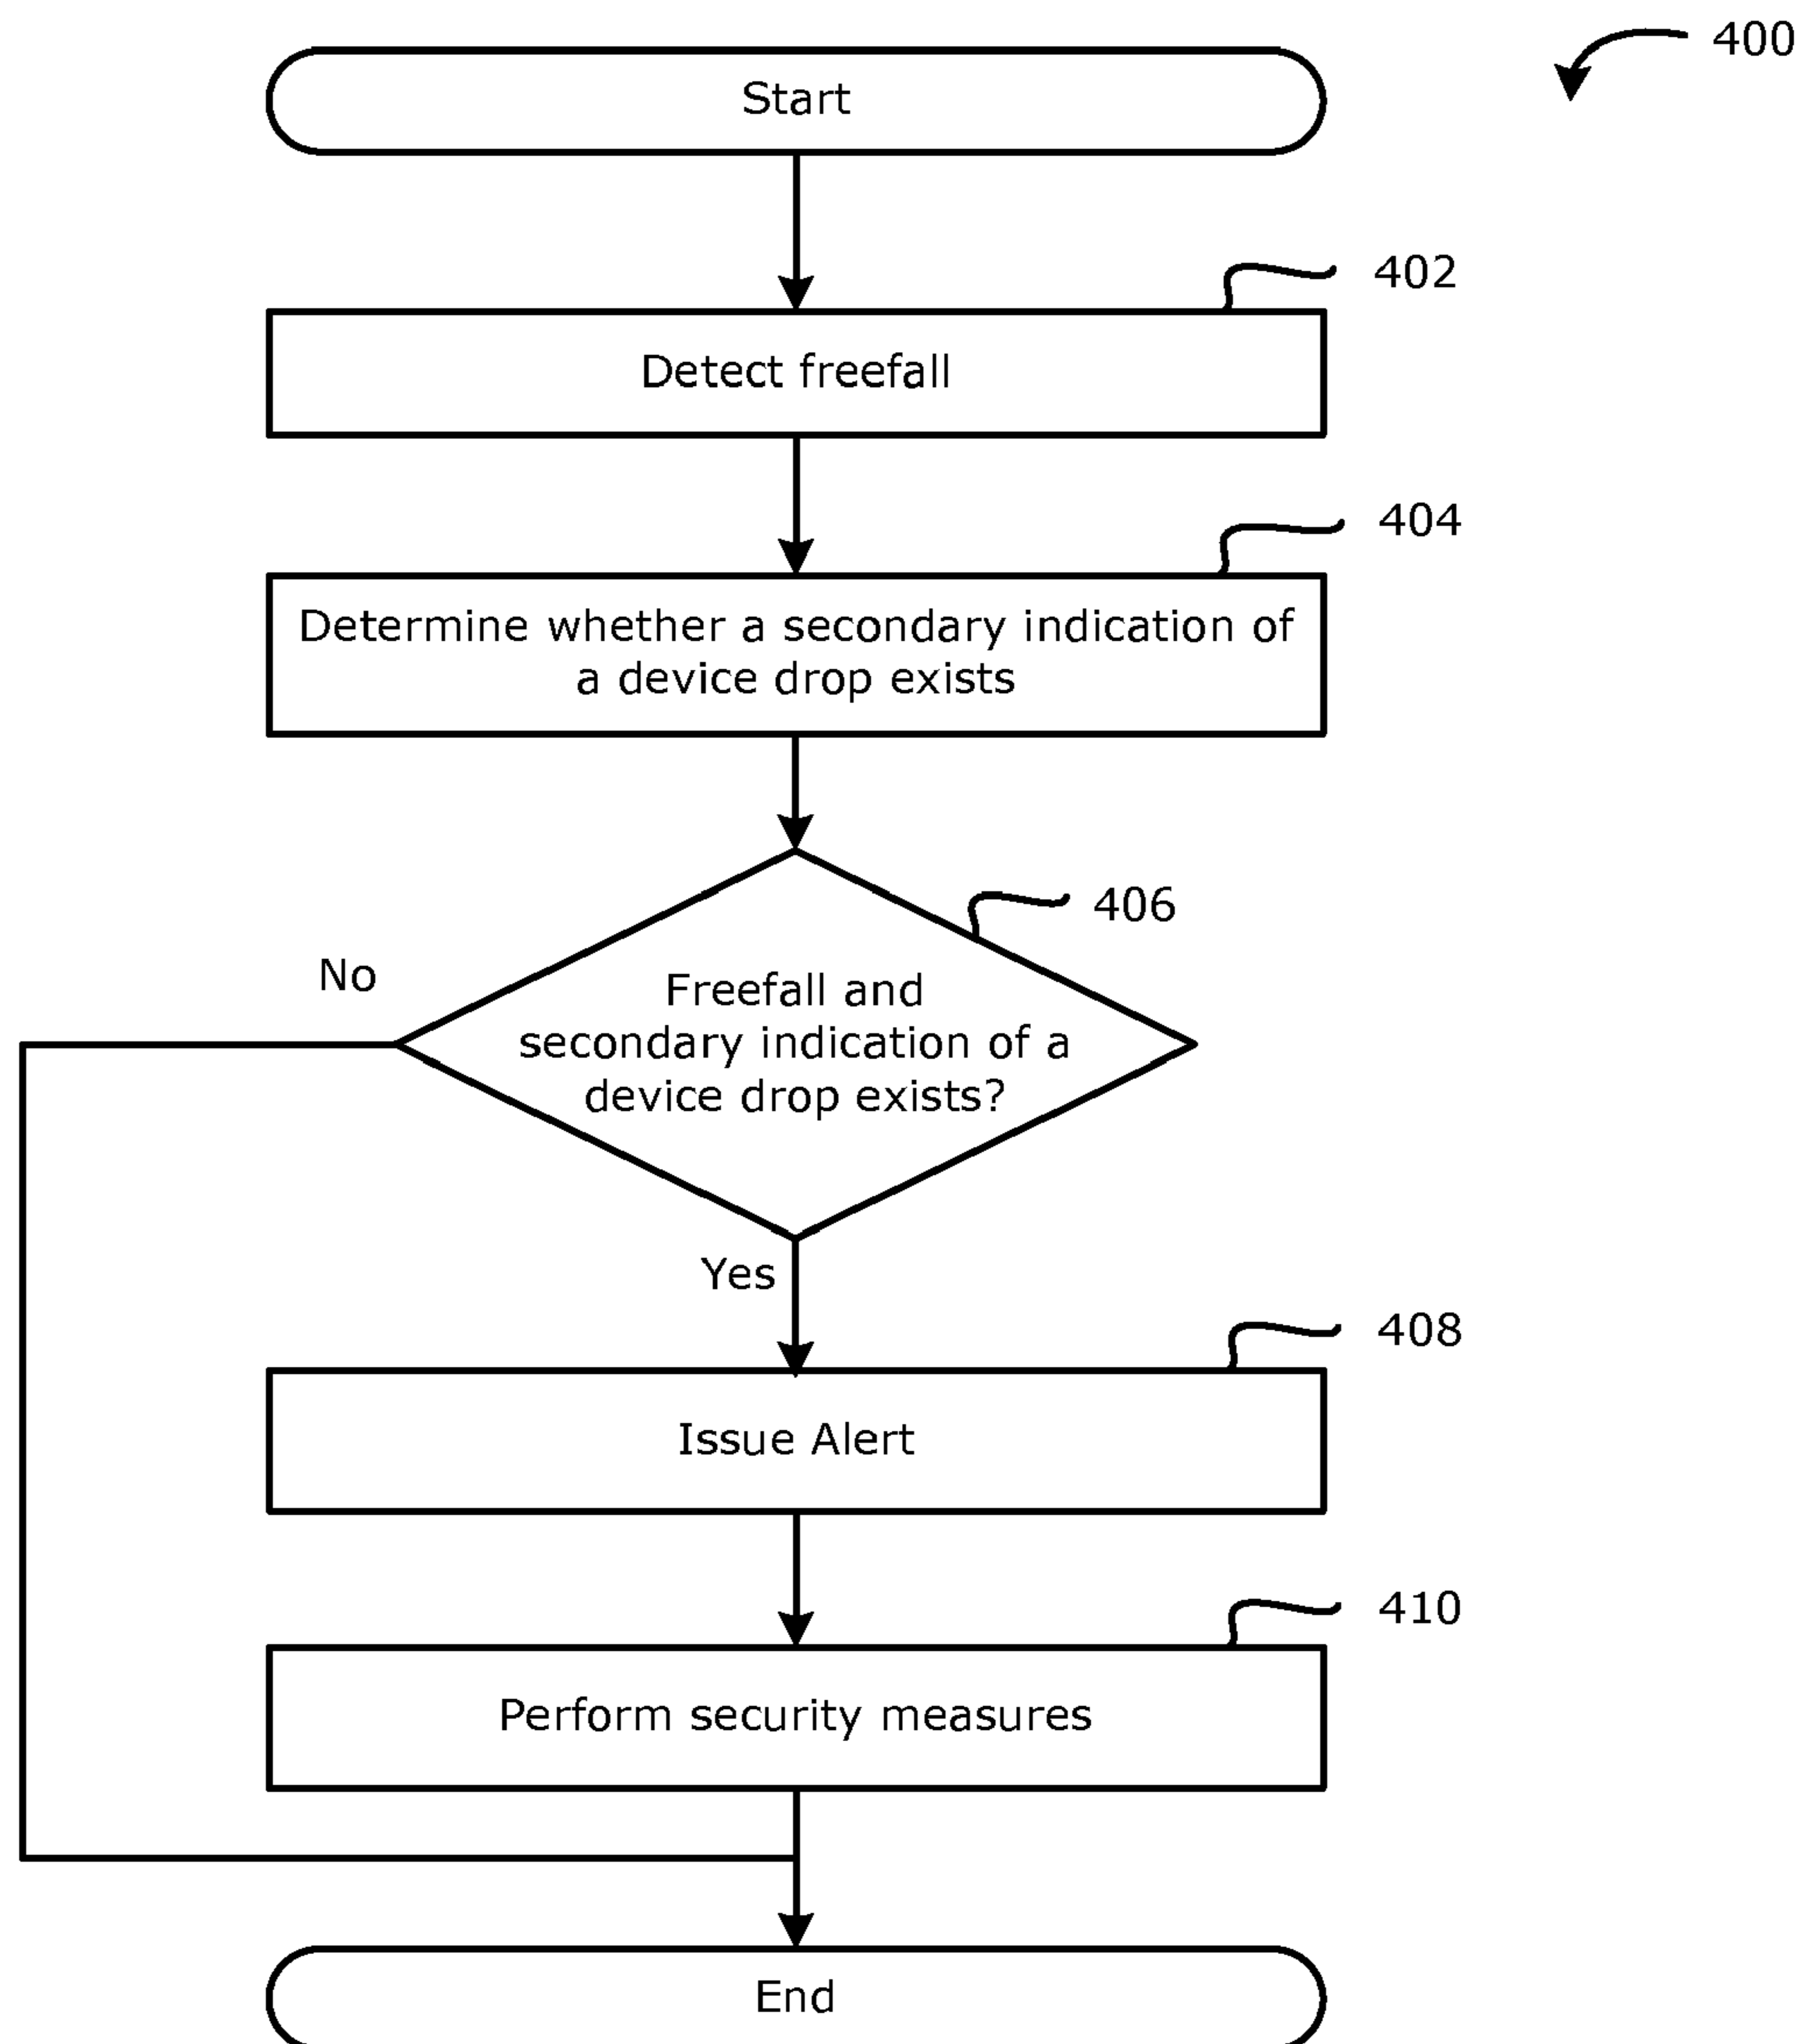 400
Start
402
Detect freefall
404
Determine whether a secondary indication of
a device drop exists
406
No
Freefall and
secondary indication of a
device drop exists?
Yes
408
Issue Alert
410
Perform security measures
End